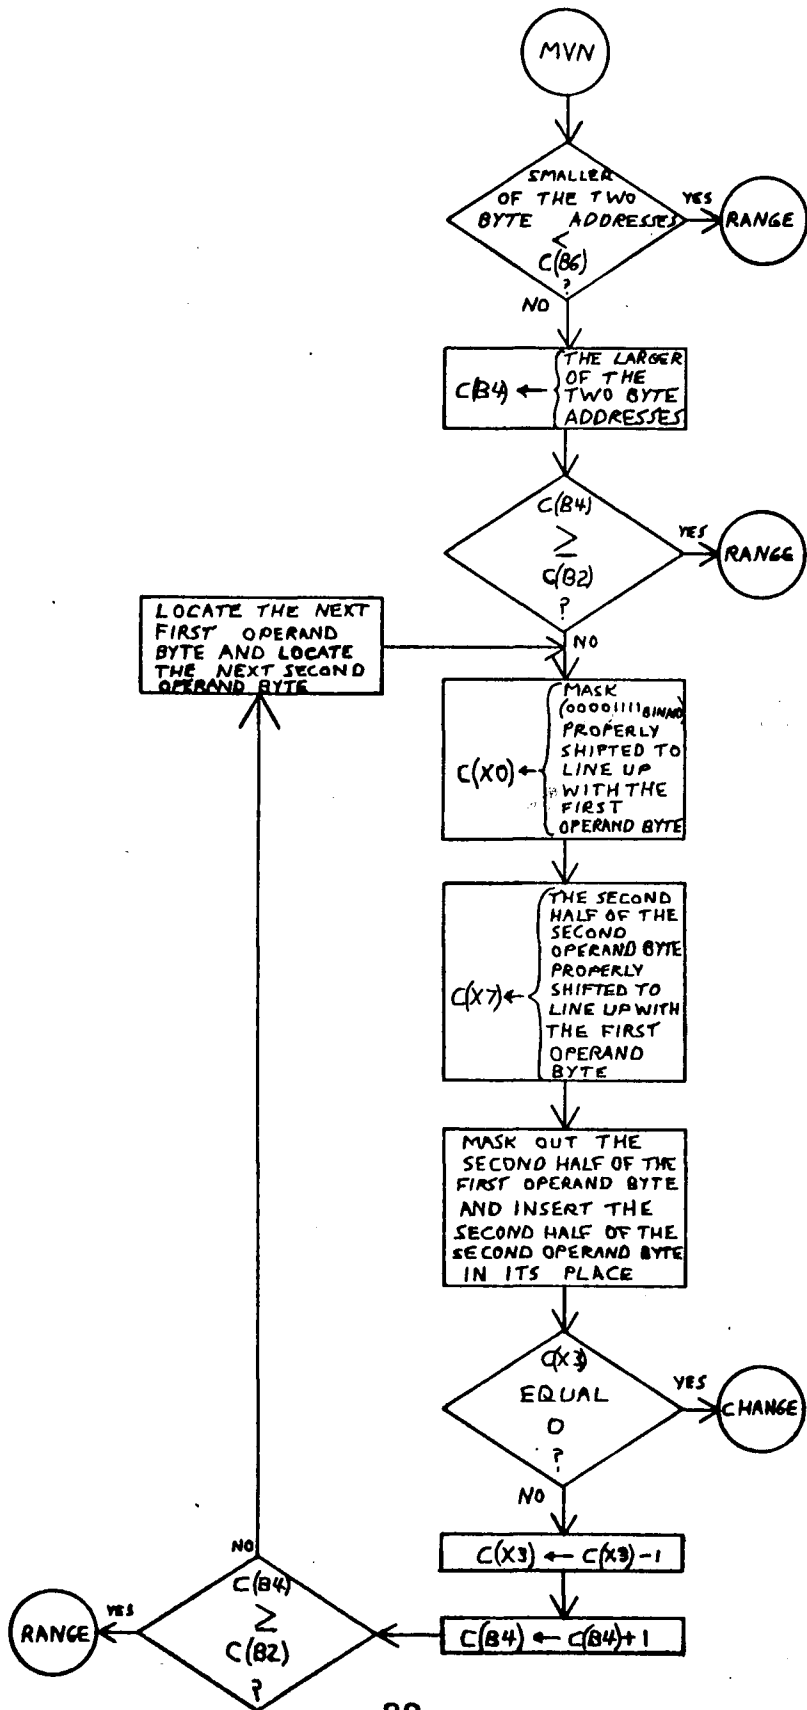 MVN
SMALLER
OF THE TWO
BYTE ADDRESSES
<
C(B6)
?
YES
RANGE
NO
C(B4) ←
THE LARGER
OF THE
TWO BYTE
ADDRESSES
C(B4)
≥
C(B2)
?
YES
RANGE
NO
LOCATE THE NEXT
FIRST OPERAND
BYTE AND LOCATE
THE NEXT SECOND
OPERAND BYTE
C(X0) ←
MASK
(00001111
PROPERLY
SHIFTED TO
LINE UP
WITH THE
FIRST
OPERAND BYTE
C(X7) ←
THE SECOND
HALF OF THE
SECOND
OPERAND BYTE
PROPERLY
SHIFTED TO
LINE UP WITH
THE FIRST
OPERAND
BYTE
MASK OUT THE
SECOND HALF OF THE
FIRST OPERAND BYTE
AND INSERT THE
SECOND HALF OF THE
SECOND OPERAND BYTE
IN ITS PLACE
C(X3)
EQUAL
0
?
YES
CHANGE
NO
C(X3) ← C(X3)-1
C(B4) ← C(B4)+1
C(B4)
≥
C(B2)
?
NO
YES
RANGE